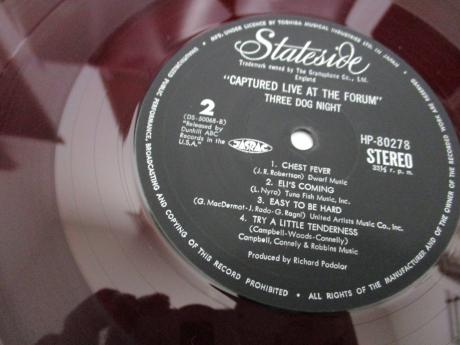 MFD. UNDER LICENCE BY TOSHIBA MUSICAL INDUSTRIES LTD. IN JAPAN
ALL RIGHTS OF THE MANUFACTURER AND OF THE OWNER OF THE RECORDED WORK ARE RESERVED
UNAUTHORIZED PUBLIC PERFORMANCE, BROADCASTING AND COPYING OF THIS RECORD PROHIBITED
Stateside
Trademark owned by The Gramophone Co., Ltd.
England
"CAPTURED LIVE AT THE FORUM"
THREE DOG NIGHT
2
(DS-50068-B)
"Released by
Dunhill ABC
Records in the
U.S.A."
JASRAC
HP-80278
STEREO
33⅓ r. p. m.
1. CHEST FEVER
(J. R. Robertson) Dwarf Music
2. ELI'S COMING
(L. Nyro) Tuna Fish Music, Inc.
3. EASY TO BE HARD
(G. MacDermot-J. Rado-G. Ragni) United Artists Music Co., Inc.
4. TRY A LITTLE TENDERNESS
(Campbell-Woods-Connelly)
Campbell, Connely & Robbins Music
Produced by Richard Podolor